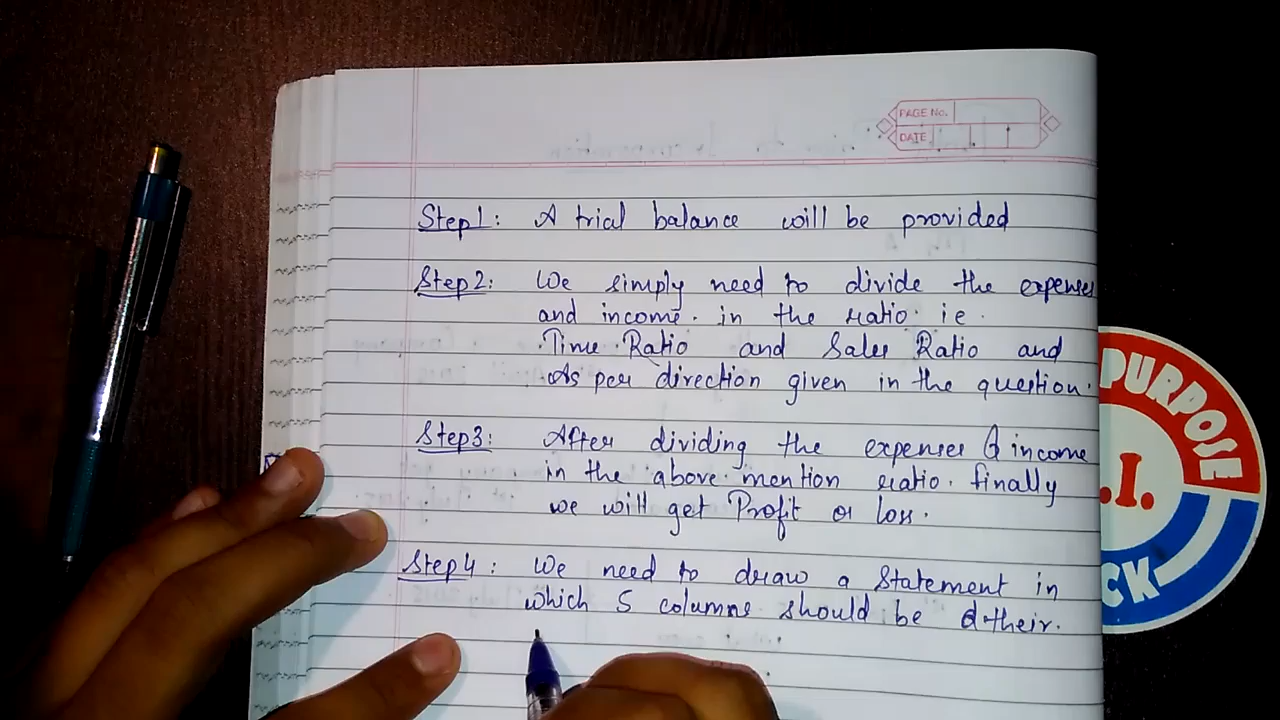 PAGE No.
DATE
Step1: A trial balance will be provided
Step2: We simply need to divide the expenses
and income. in the ratio. ie.
Time Ratio and Sales Ratio and
As per direction given in the question.
Step3: After dividing the expenses & income
in the above mention ratio. finally
we will get Profit or loss.
Step4: We need to draw a Statement in
which 5 columns should be their.
PURPOSE
.I.
CK